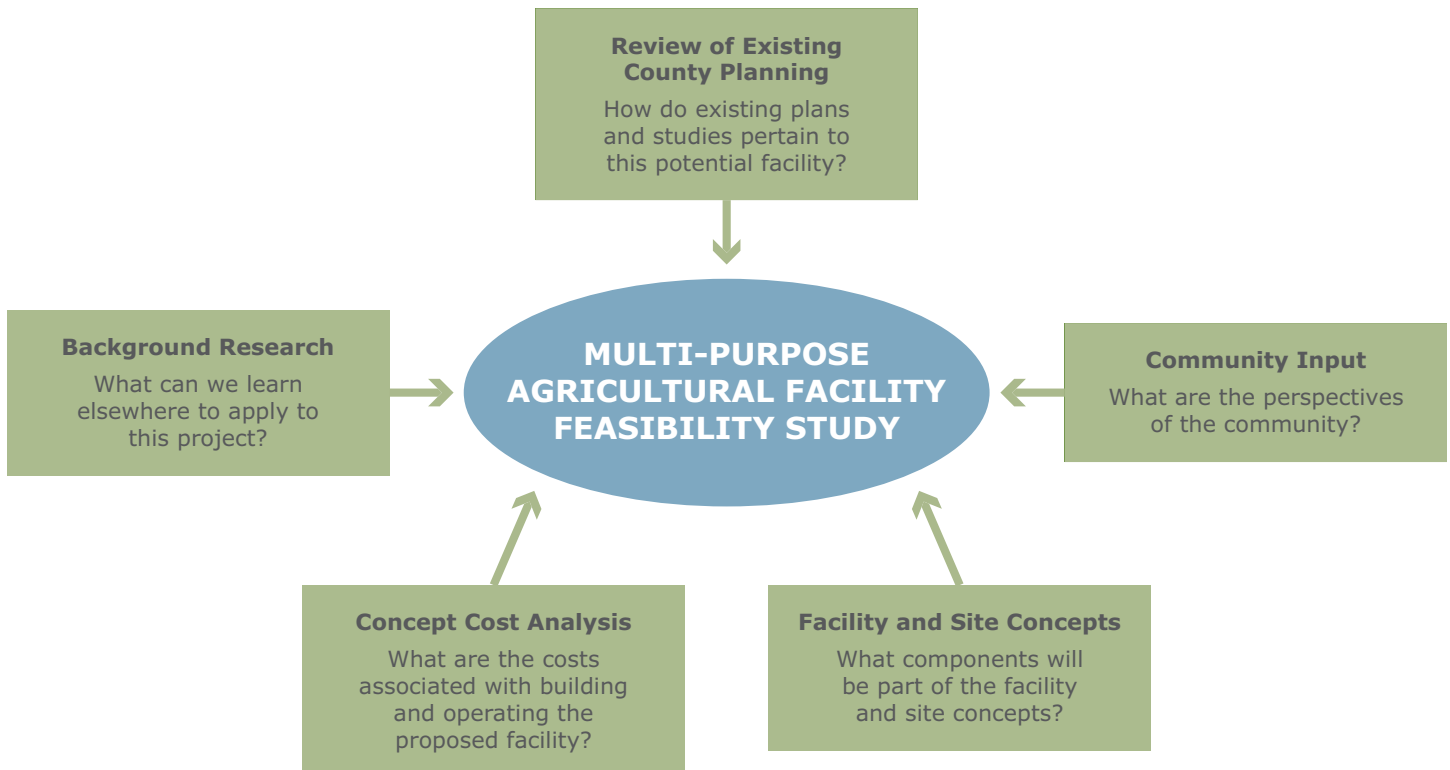 Review of Existing
County Planning
How do existing plans
and studies pertain to
this potential facility?
Background Research
What can we learn
elsewhere to apply to
this project?
MULTI-PURPOSE
AGRICULTURAL FACILITY
FEASIBILITY STUDY
Community Input
What are the perspectives
of the community?
Concept Cost Analysis
What are the costs
associated with building
and operating the
proposed facility?
Facility and Site Concepts
What components will
be part of the facility
and site concepts?